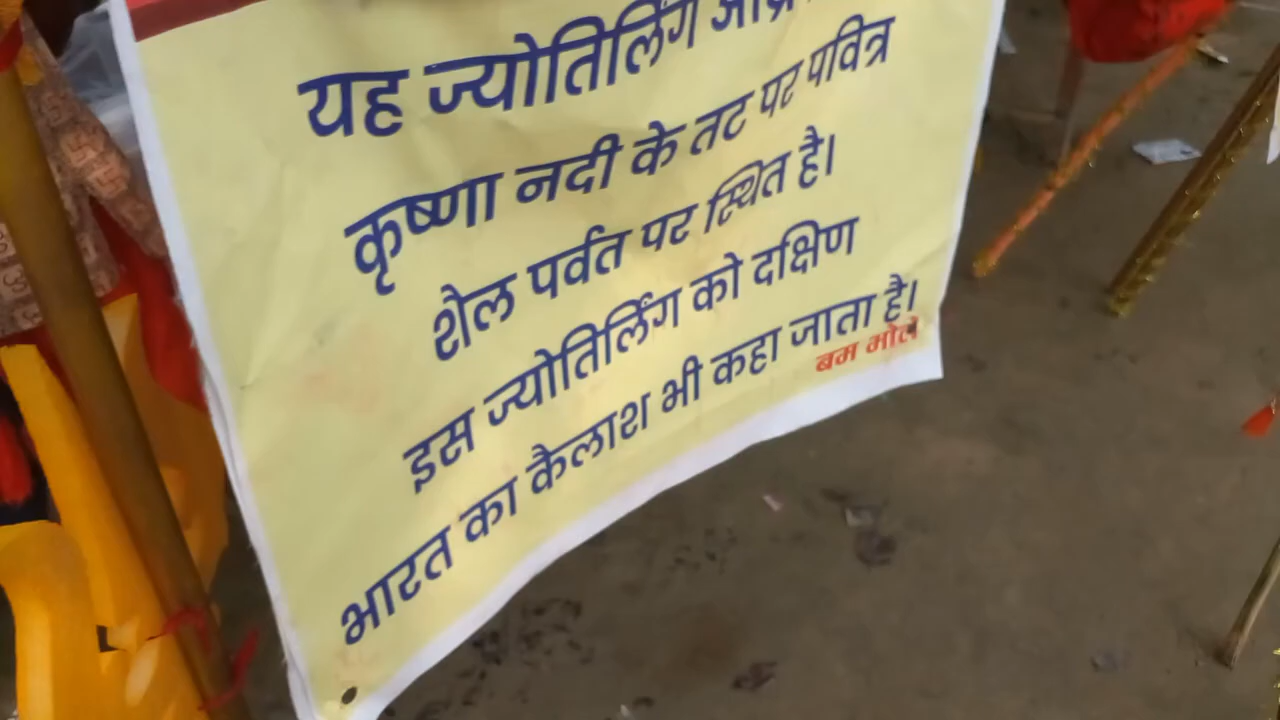 यह ज्योतिर्लिंग
कृष्णा नदी के तट पर पवित्र
शैल पर्वत पर स्थित है।
इस ज्योतिर्लिंग को दक्षिण
भारत का कैलाश भी कहा जाता है।
बम भोले